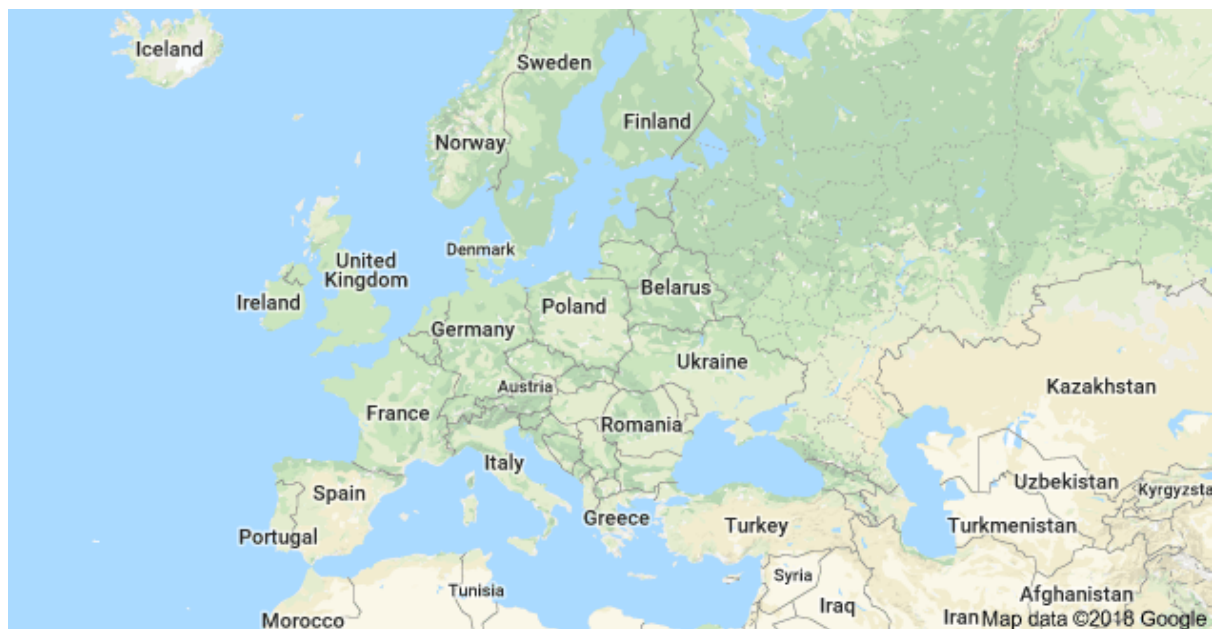 Iceland
Sweden
Finland
Norway
Denmark
United
Kingdom
Ireland
Belarus
Poland
Germany
Ukraine
Austria
Kazakhstan
France
Romania
Italy
Uzbekistan
Kyrgyzst
Spain
Greece
Turkey
Turkmenistan
Portugal
Syria
Tunisia
Afghanistan
Iraq
Morocco
Iran
Map data ©2018 Google